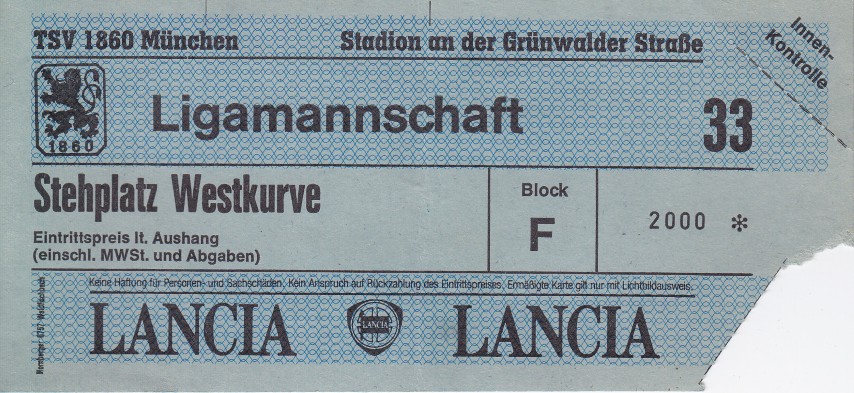 TSV 1860 München Stadion an der Grünwalder Straße
Innen-
Kontrolle
1860
Ligamannschaft 33
Stehplatz Westkurve
Block
F
2000 *
Eintrittspreis lt. Aushang
(einschl. MWSt. und Abgaben)
Keine Haftung für Personen- und Sachschäden. Kein Anspruch auf Rückzahlung des Eintrittspreises. Ermäßigte Karte gilt nur mit Lichtbildausweis.
LANCIA LANCIA LANCIA